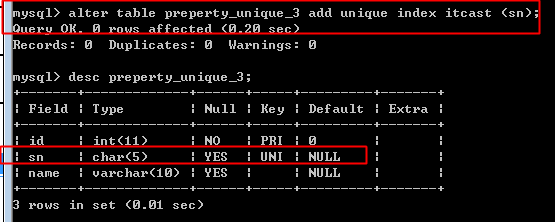 mysql> alter table preperty_unique_3 add unique index itcast (sn);
Query OK, 0 rows affected (0.20 sec)
Records: 0  Duplicates: 0  Warnings: 0
mysql> desc preperty_unique_3;
+-------+-------------+------+-----+---------+-------+
| Field | Type        | Null | Key | Default | Extra |
+-------+-------------+------+-----+---------+-------+
| id    | int(11)     | NO   | PRI | 0       |       |
| sn    | char(5)     | YES  | UNI | NULL    |       |
| name  | varchar(10) | YES  |     | NULL    |       |
+-------+-------------+------+-----+---------+-------+
3 rows in set (0.01 sec)